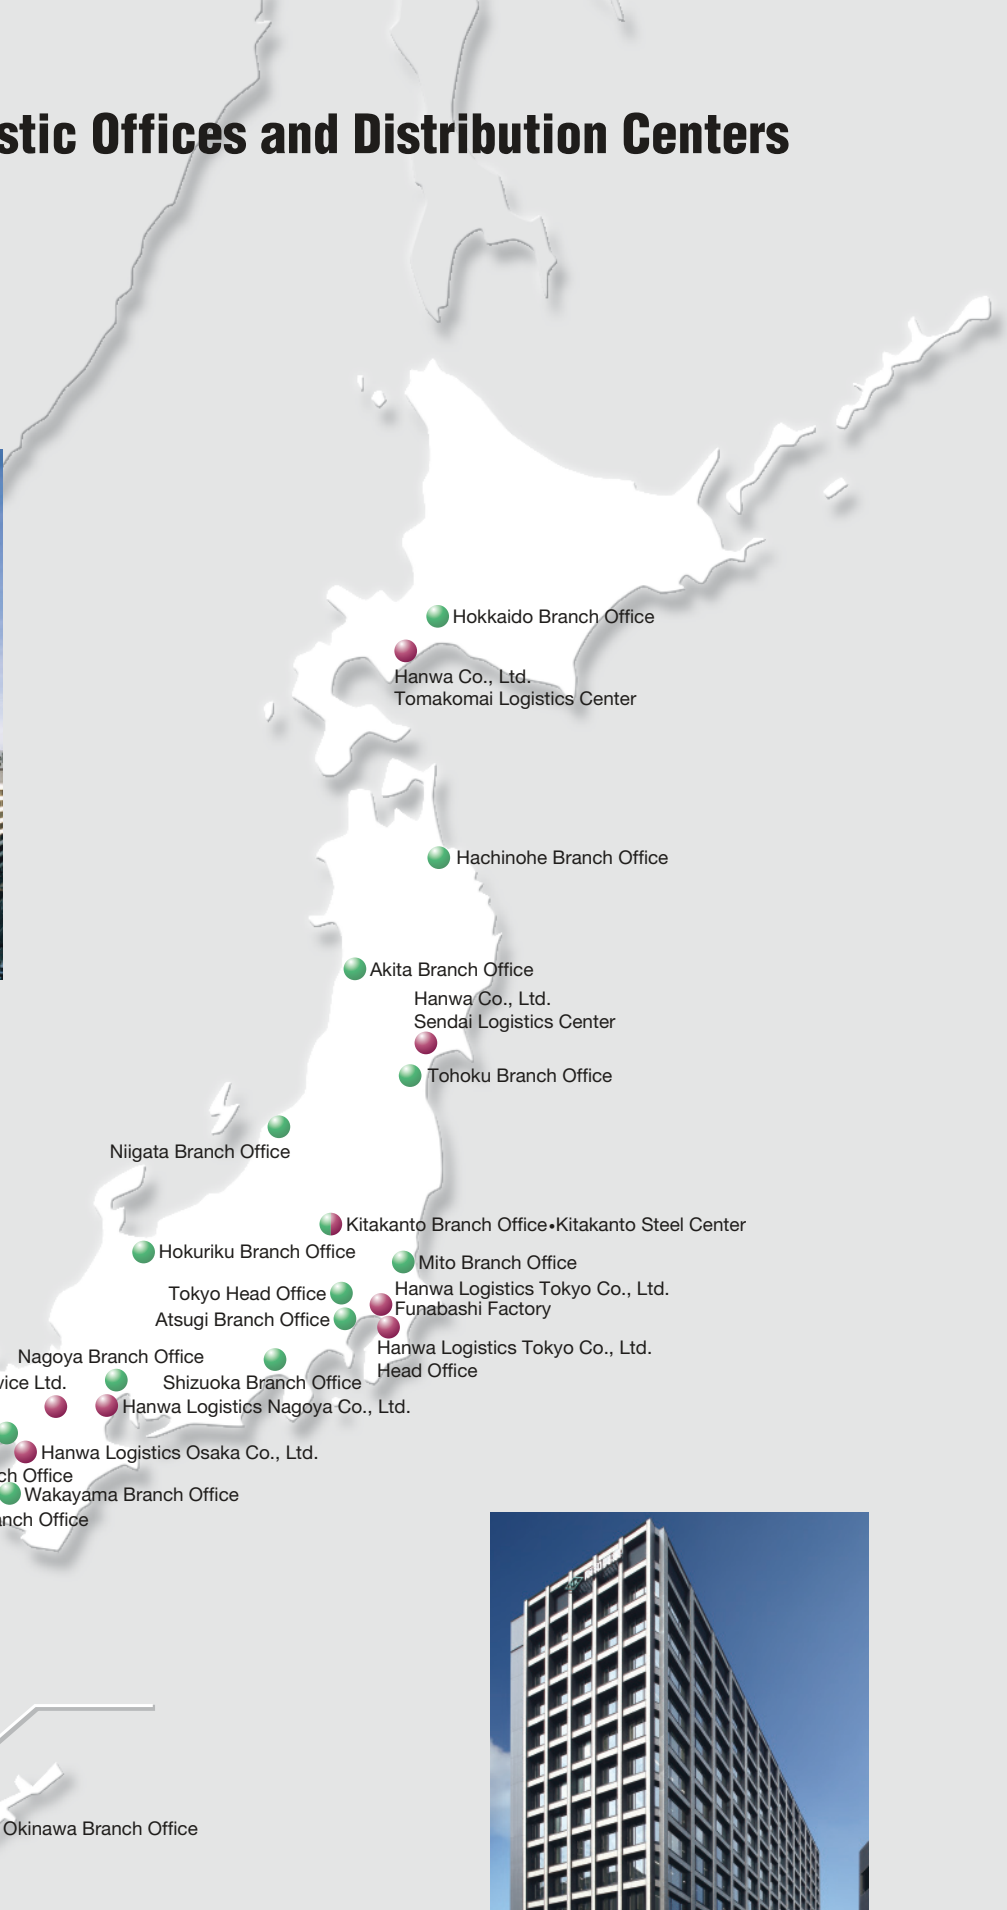 stic Offices and Distribution Centers
Hokkaido Branch Office
Hanwa Co., Ltd.
Tomakomai Logistics Center
Hachinohe Branch Office
Akita Branch Office
Hanwa Co., Ltd.
Sendai Logistics Center
Tohoku Branch Office
Niigata Branch Office
Kitakanto Branch Office•Kitakanto Steel Center
Hokuriku Branch Office
Mito Branch Office
Tokyo Head Office
Hanwa Logistics Tokyo Co., Ltd.
Funabashi Factory
Atsugi Branch Office
Hanwa Logistics Tokyo Co., Ltd.
Head Office
Nagoya Branch Office
Shizuoka Branch Office
vice Ltd.
Hanwa Logistics Nagoya Co., Ltd.
Hanwa Logistics Osaka Co., Ltd.
ch Office
Wakayama Branch Office
anch Office
Okinawa Branch Office